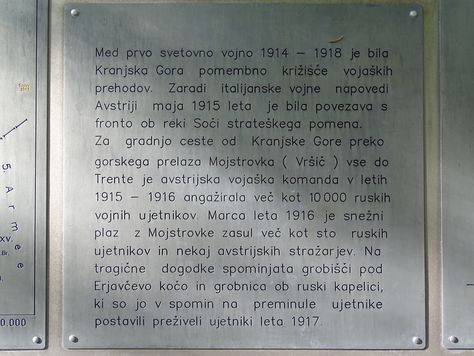 Med prvo svetovno vojno 1914 – 1918 je bila
Kranjska Gora pomembno križišče vojaških
prehodov. Zaradi italijanske vojne napovedi
Avstriji maja 1915 leta je bila povezava s
fronto ob reki Soči strateškega pomena.
Za gradnjo ceste od Kranjske Gore preko
gorskega prelaza Mojstrovka ( Vršič ) vse do
Trente je avstrijska vojaška komanda v letih
1915 – 1916 angažirala več kot 10000 ruskih
vojnih ujetnikov. Marca leta 1916 je snežni
plaz z Mojstrovke zasul več kot sto ruskih
ujetnikov in nekaj avstrijskih stražarjev. Na
tragične dogodke spominjata grobišči pod
Erjavčevo kočo in grobnica ob ruski kapelici,
ki so jo v spomin na preminule ujetnike
postavili preživeli ujetniki leta 1917.
5. Armee
xv.
0.000